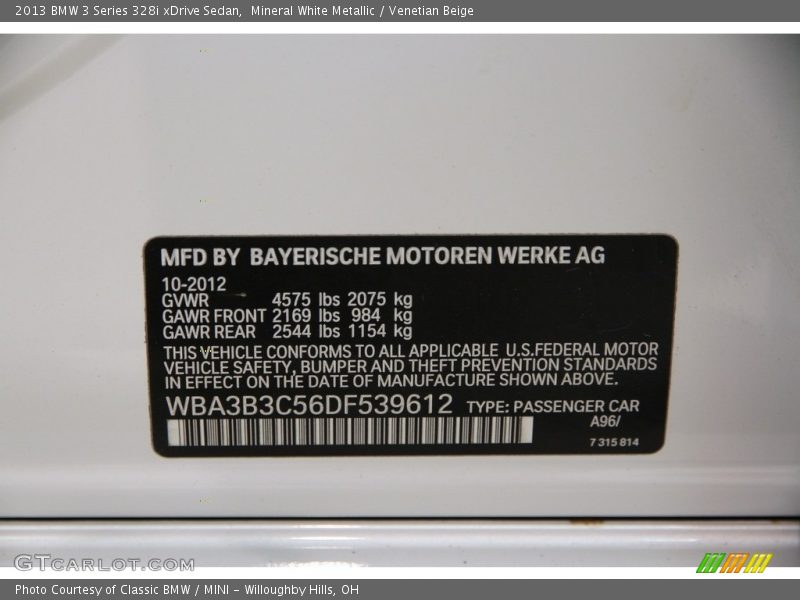 2013 BMW 3 Series 328i xDrive Sedan,  Mineral White Metallic / Venetian Beige
MFD BY BAYERISCHE MOTOREN WERKE AG
10-2012
GVWR 4575 lbs 2075 kg
GAWR FRONT 2169 lbs 984 kg
GAWR REAR 2544 lbs 1154 kg
THIS VEHICLE CONFORMS TO ALL APPLICABLE U.S.FEDERAL MOTOR
VEHICLE SAFETY, BUMPER AND THEFT PREVENTION STANDARDS
IN EFFECT ON THE DATE OF MANUFACTURE SHOWN ABOVE.
WBA3B3C56DF539612 TYPE: PASSENGER CAR
A96/
7 315 814
GTCARLOT.COM
Photo Courtesy of Classic BMW / MINI - Willoughby Hills, OH